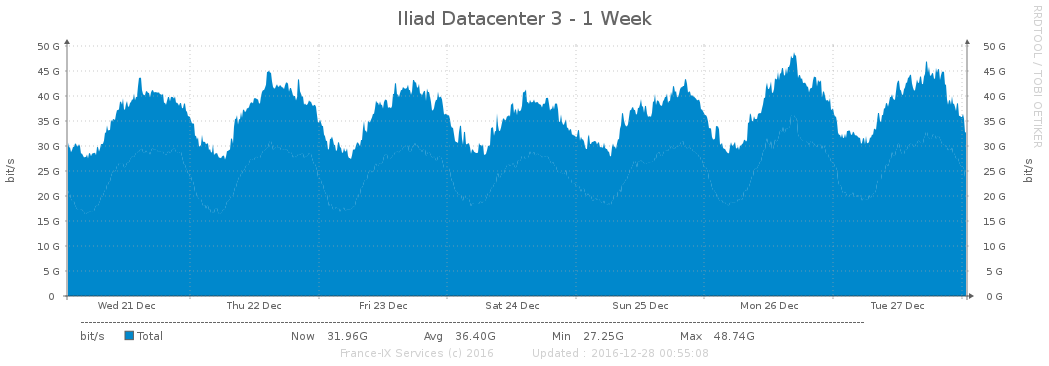 Iliad Datacenter 3 - 1 Week
RRDTOOL / TOBI OETIKER
50 G 50 G
45 G 45 G
40 G 40 G
35 G 35 G
30 G 30 G
25 G 25 G
20 G 20 G
15 G 15 G
10 G 10 G
5 G 5 G
0 0 G
bit/s bit/s
Wed 21 Dec Thu 22 Dec Fri 23 Dec Sat 24 Dec Sun 25 Dec Mon 26 Dec Tue 27 Dec
bit/s Total Now 31.96G Avg 36.40G Min 27.25G Max 48.74G
France-IX Services (c) 2016 Updated : 2016-12-28 00:55:08